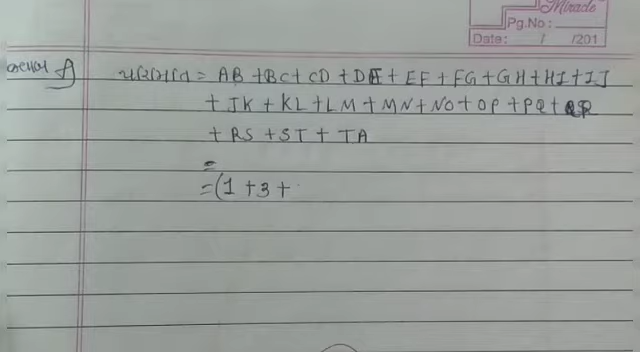 Miracle
Pg.No:
Date: / /201
A) પરિમિતિ = AB + BC + CD + DE + EF + FG + GH + HI + IJ
+ JK + KL + LM + MN + NO + OP + PQ + QR
+ RS + ST + TA
=
= (1 + 3 +